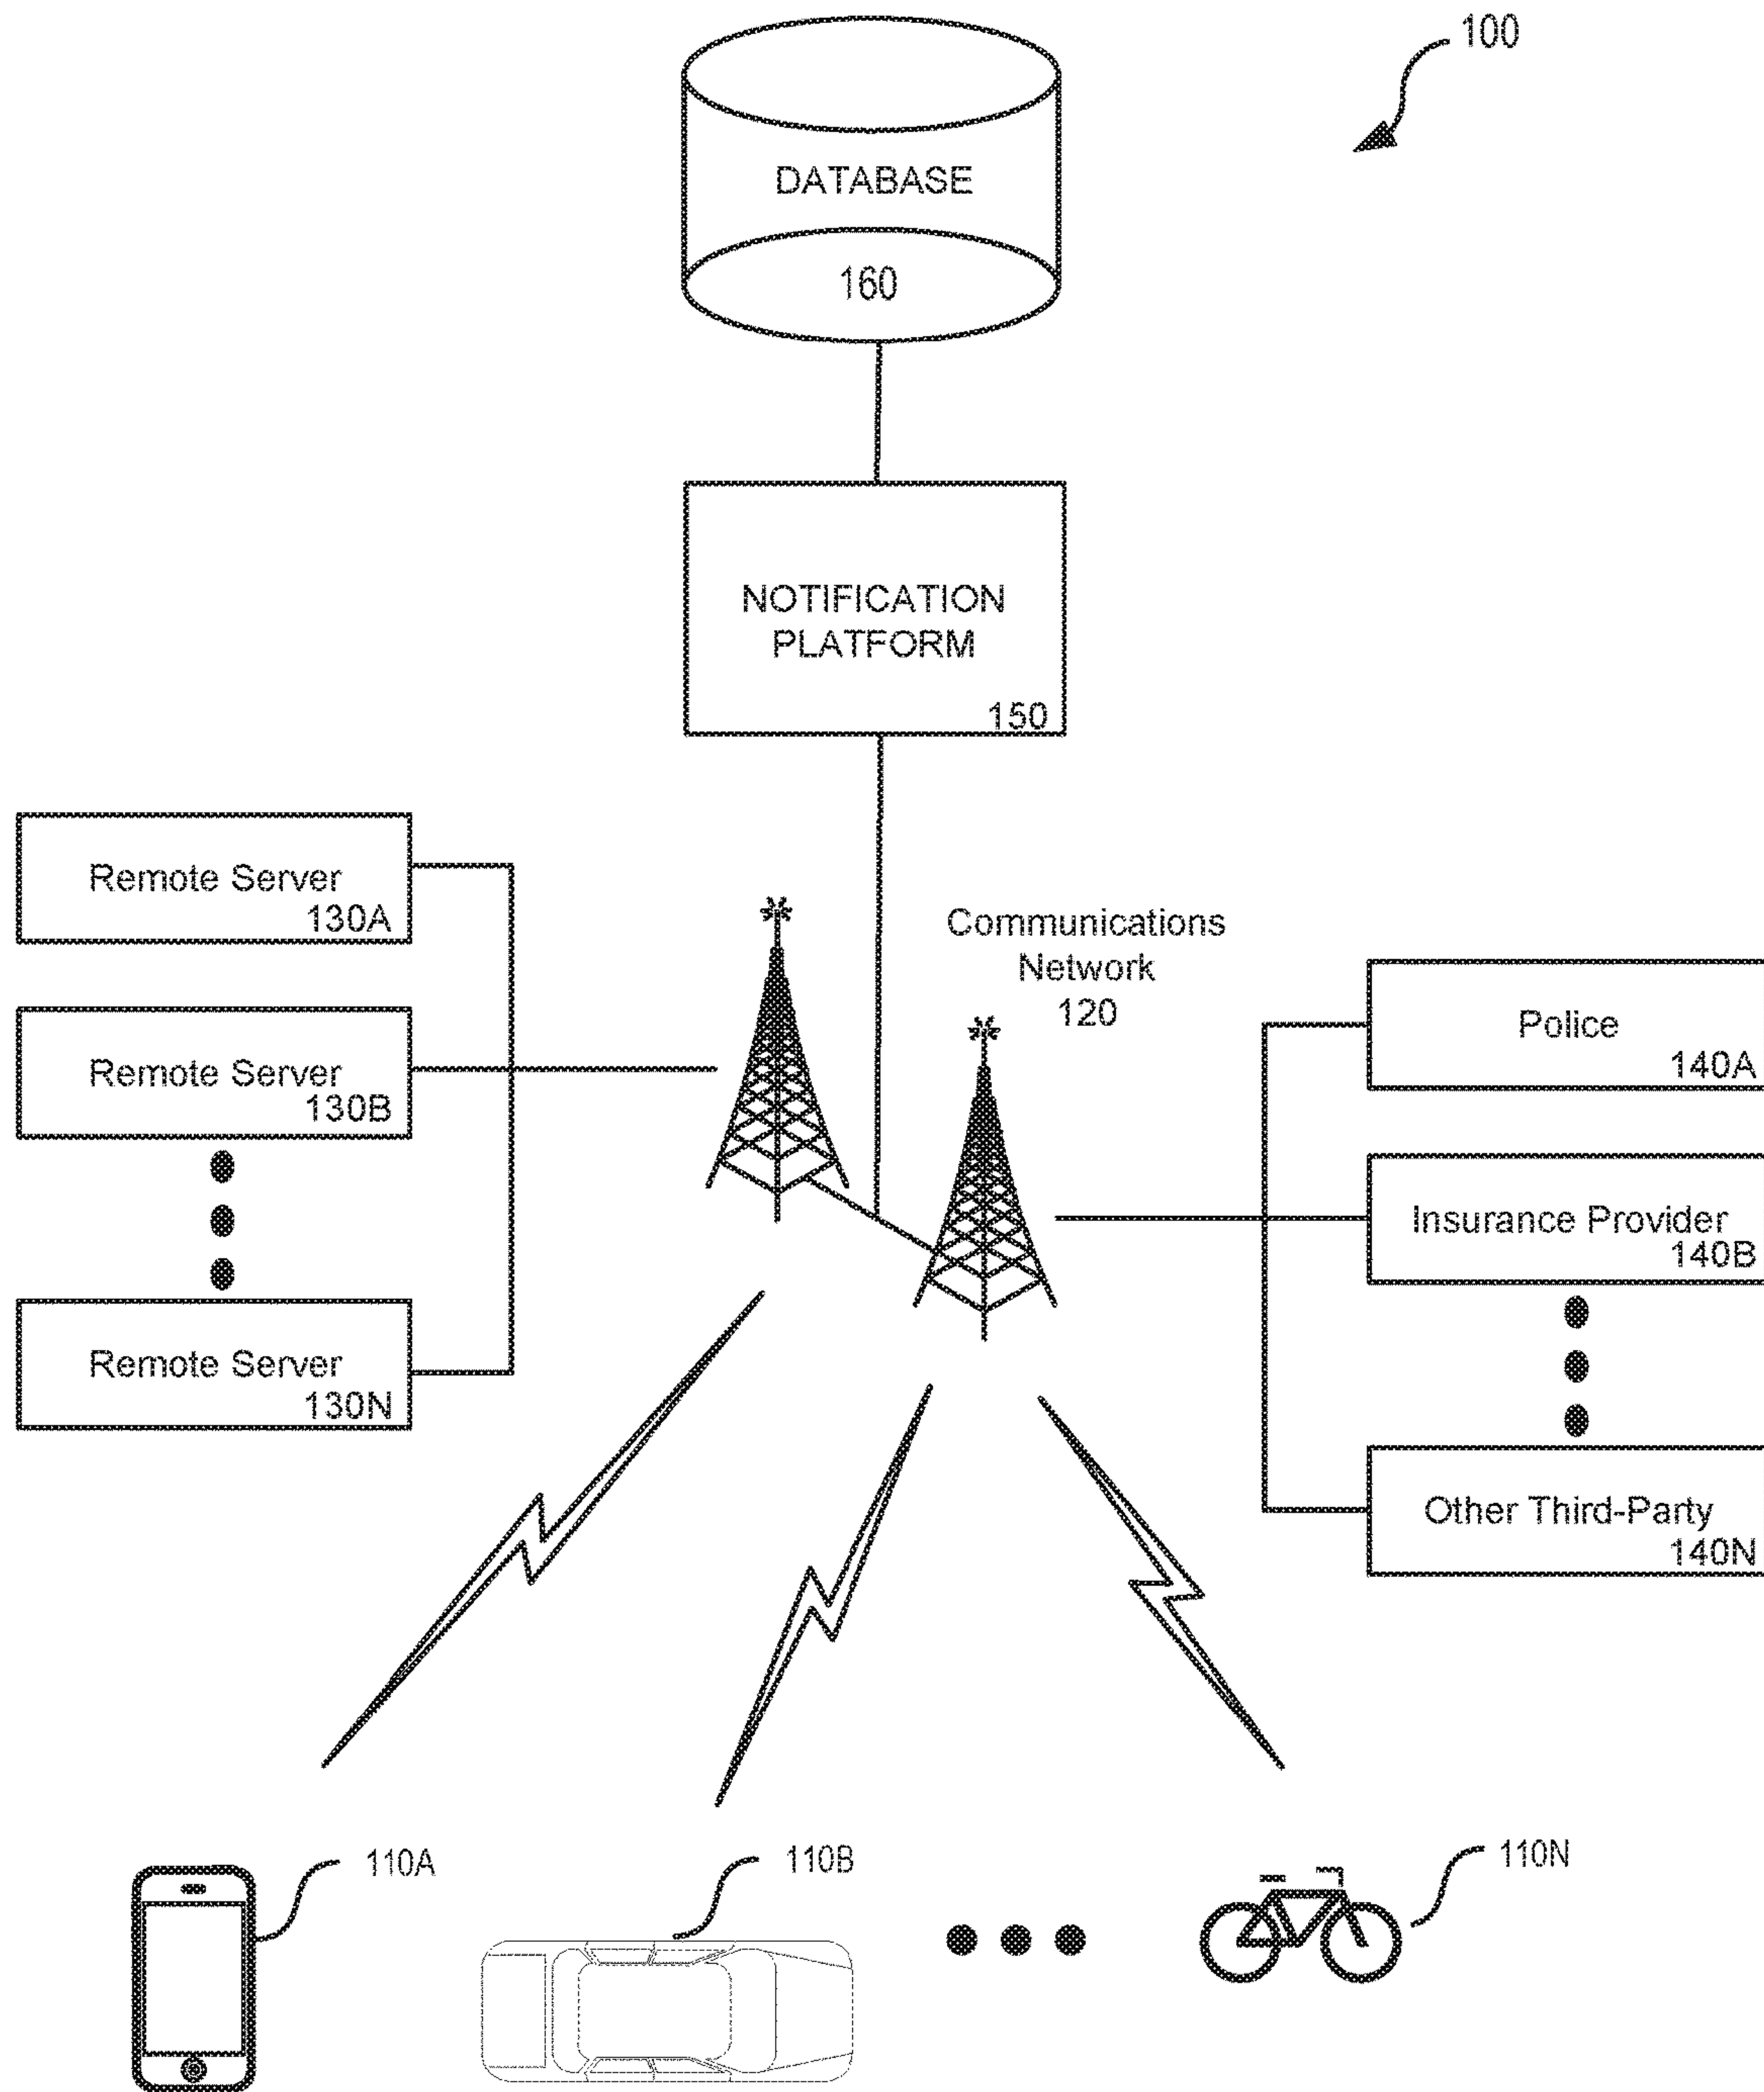 100
DATABASE
160
NOTIFICATION
PLATFORM
150
Remote Server
130A
Remote Server
130B
Remote Server
130N
Communications
Network
120
Police
140A
Insurance Provider
140B
Other Third-Party
140N
110A
110B
110N